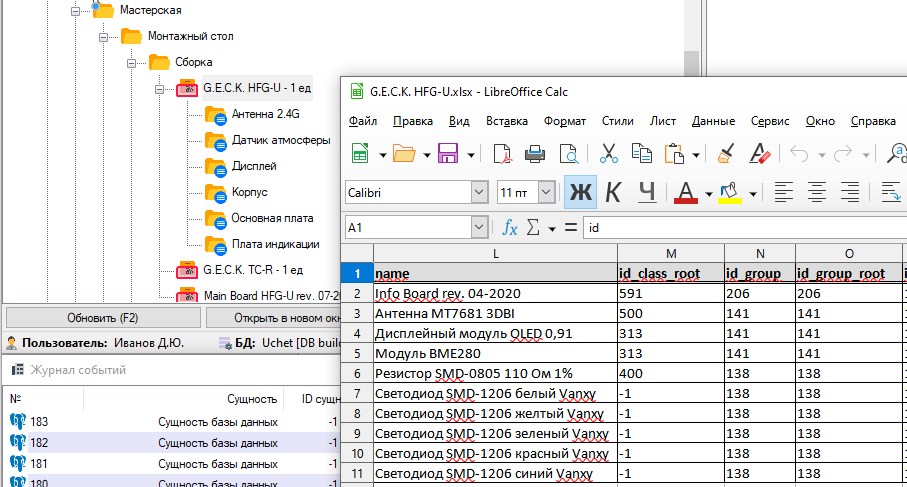 Мастерская
Монтажный стол
Сборка
G.E.C.K. HFG-U - 1 ед
Антенна 2.4G
Датчик атмосферы
Дисплей
Корпус
Основная плата
Плата индикации
G.E.C.K. TC-R - 1 ед
Main Board HFG-U rev. 07-20
Обновить (F2)
Открыть в новом окн
Пользователь: Иванов Д.Ю.
БД: Uchet [DB build
Журнал событий
№ Сущность ID сущн
183 Сущность базы данных -1
182 Сущность базы данных -1
181 Сущность базы данных -1
180 Сущность базы данных -1
G.E.C.K. HFG-U.xlsx - LibreOffice Calc
Файл Правка Вид Вставка Формат Стили Лист Данные Сервис Окно Справка
Calibri 11 пт Ж К Ч А
A1 fx Σ = id
L M N O
1 name id_class_root id_group id_group_root
2 Info Board rev. 04-2020 591 206 206
3 Антенна MT7681 3DBI 500 141 141
4 Дисплейный модуль OLED 0,91 313 141 141
5 Модуль BME280 313 141 141
6 Резистор SMD-0805 110 Ом 1% 400 138 138
7 Светодиод SMD-1206 белый Vanxy -1 138 138
8 Светодиод SMD-1206 желтый Vanxy -1 138 138
9 Светодиод SMD-1206 зеленый Vanxy -1 138 138
10 Светодиод SMD-1206 красный Vanxy -1 138 138
11 Светодиод SMD-1206 синий Vanxy -1 138 138